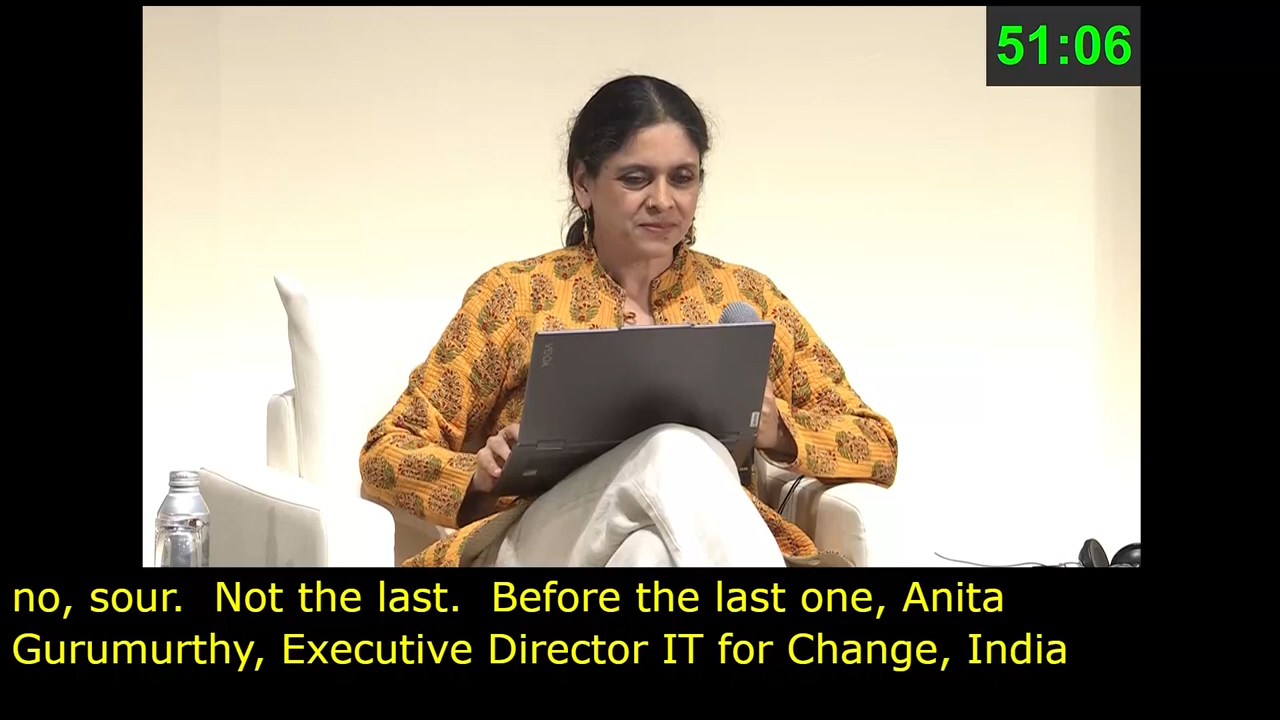 51:06
YOGA
no, sour.  Not the last.  Before the last one, Anita
Gurumurthy, Executive Director IT for Change, India